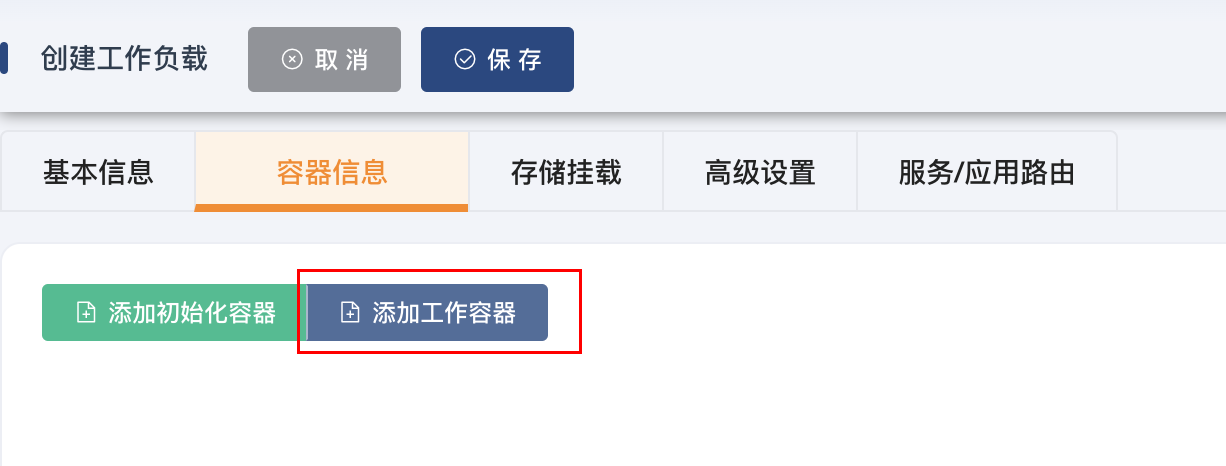 创建工作负载 取 消 保 存
基本信息 容器信息 存储挂载 高级设置 服务/应用路由
添加初始化容器 添加工作容器